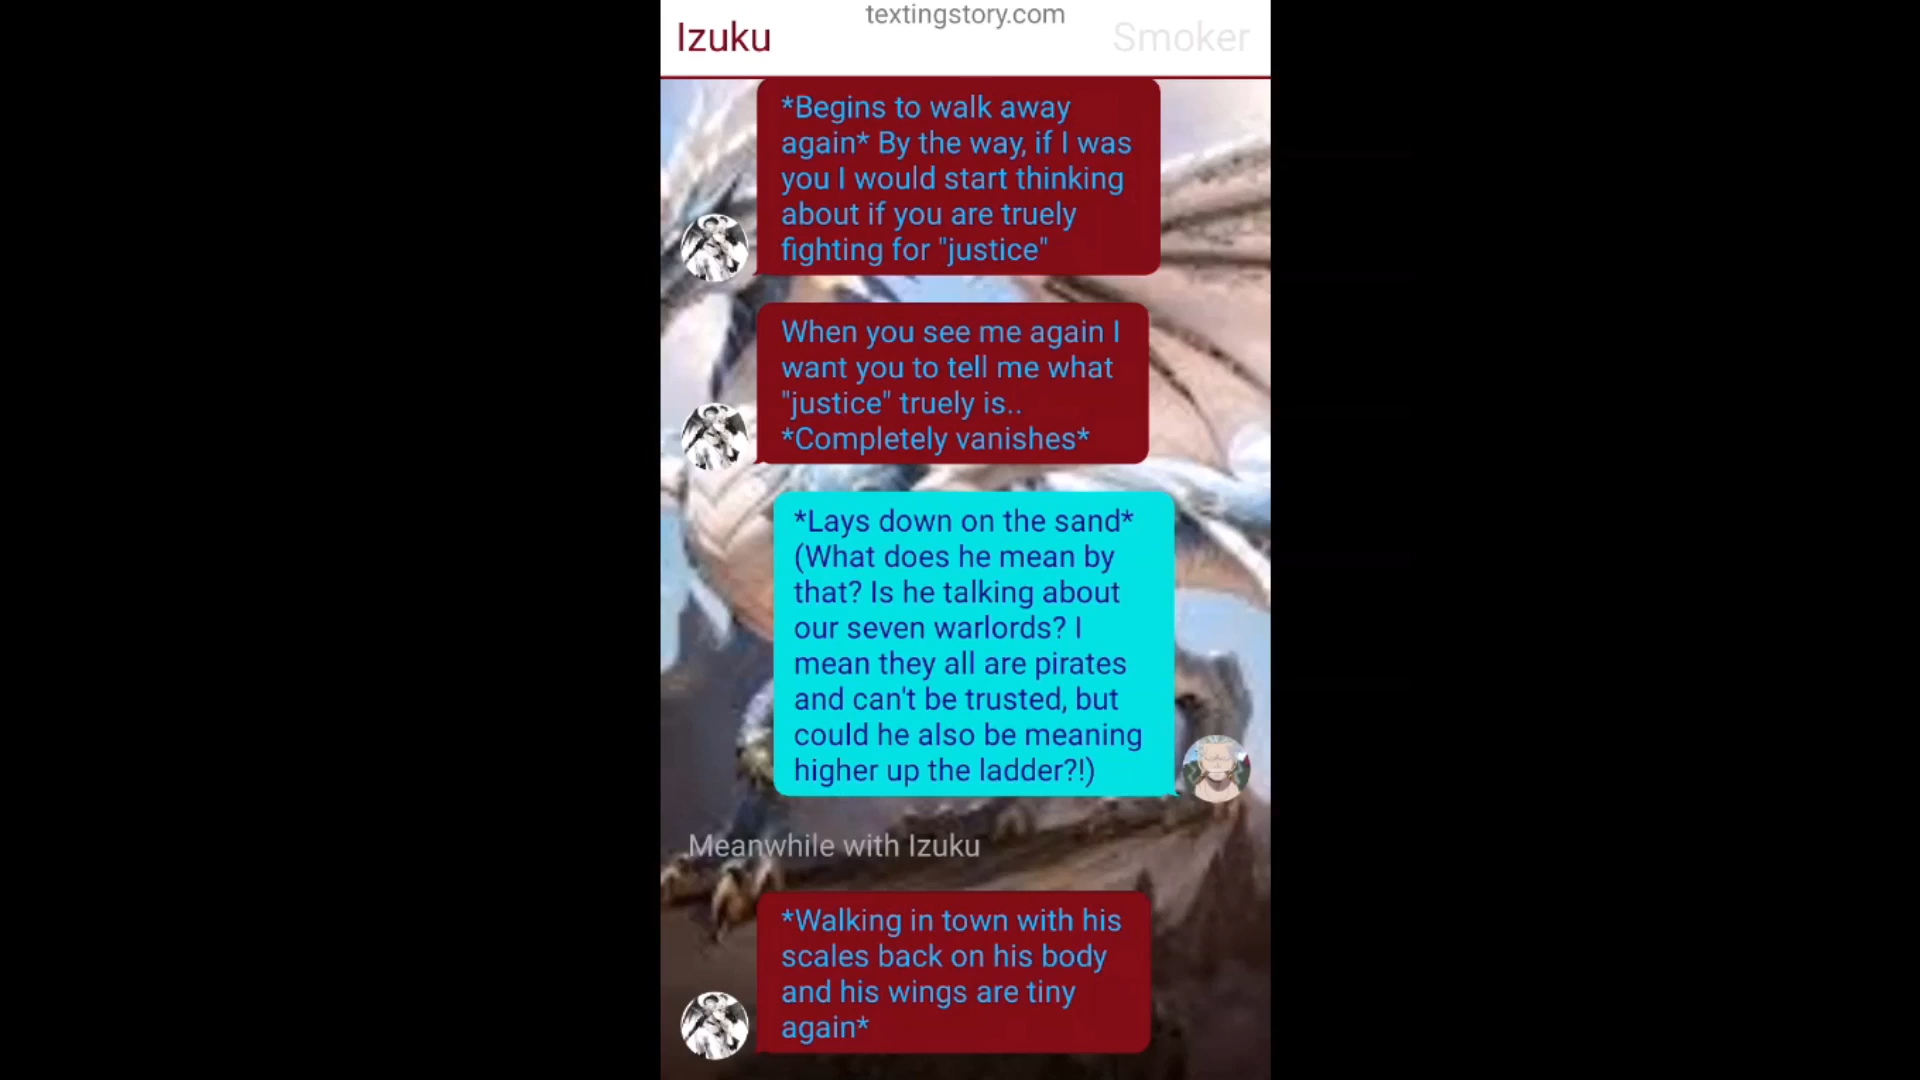 textingstory.com
Izuku
Smoker
*Begins to walk away
again* By the way, if I was
you I would start thinking
about if you are truely
fighting for "justice"
When you see me again I
want you to tell me what
"justice" truely is..
*Completely vanishes*
*Lays down on the sand*
(What does he mean by
that? Is he talking about
our seven warlords? I
mean they all are pirates
and can't be trusted, but
could he also be meaning
higher up the ladder?!)
Meanwhile with Izuku
*Walking in town with his
scales back on his body
and his wings are tiny
again*